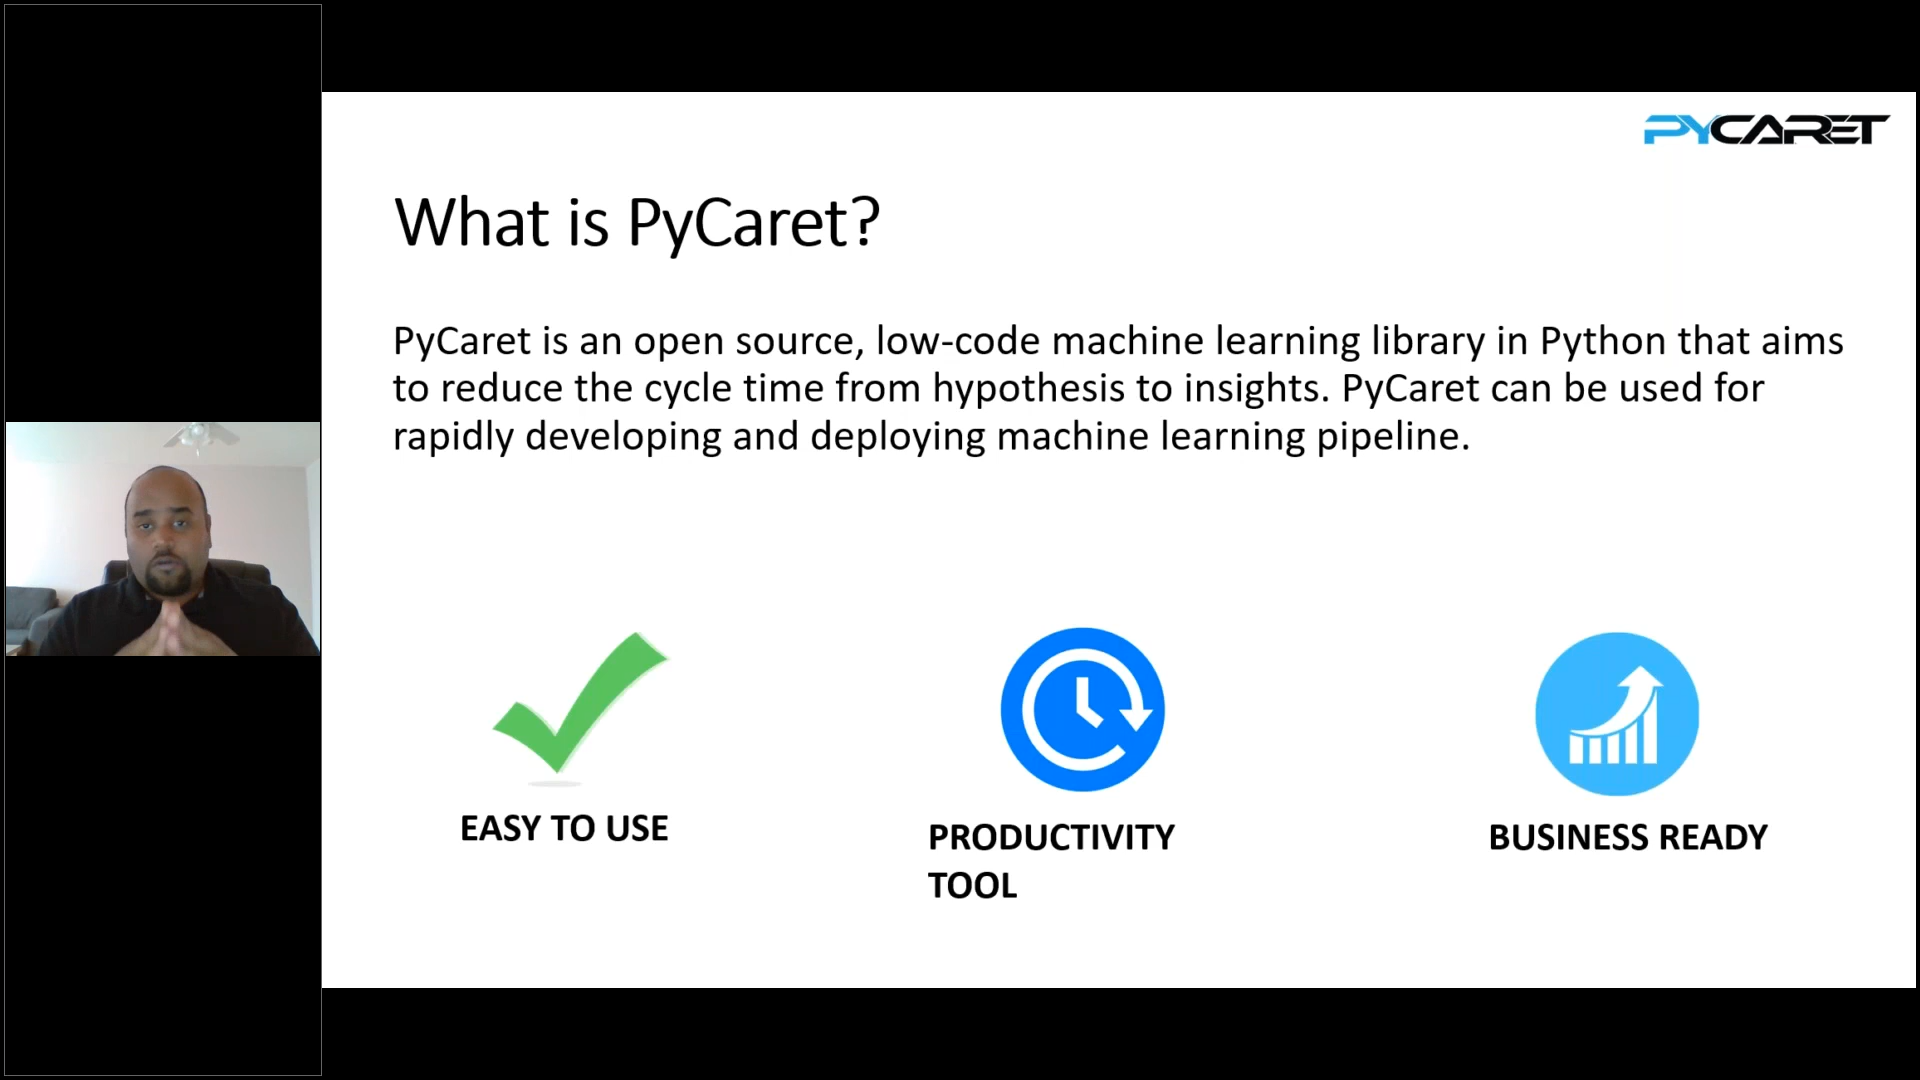 PYCARET
What is PyCaret?
PyCaret is an open source, low-code machine learning library in Python that aims
to reduce the cycle time from hypothesis to insights. PyCaret can be used for
rapidly developing and deploying machine learning pipeline.
EASY TO USE
PRODUCTIVITY
TOOL
BUSINESS READY